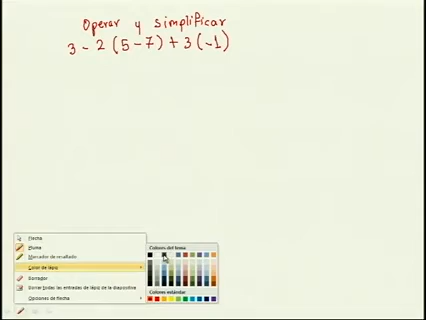 Operar y simplificar
3 - 2 (5 - 7) + 3 (-1)
Flecha
Pluma
Marcador de resaltado
Color de lápiz
Borrador
Borrar todas las entradas de lápiz de la diapositiva
Opciones de flecha
Colores del tema
Colores estándar